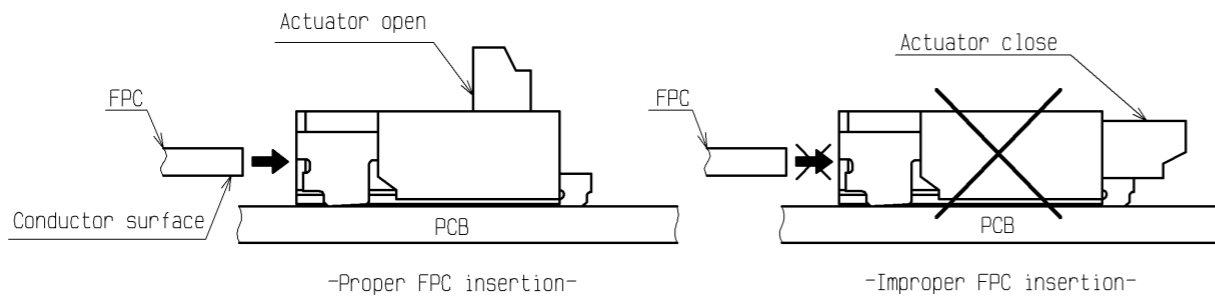 Actuator open
FPC
Conductor surface
PCB
-Proper FPC insertion-
Actuator close
FPC
PCB
-Improper FPC insertion-